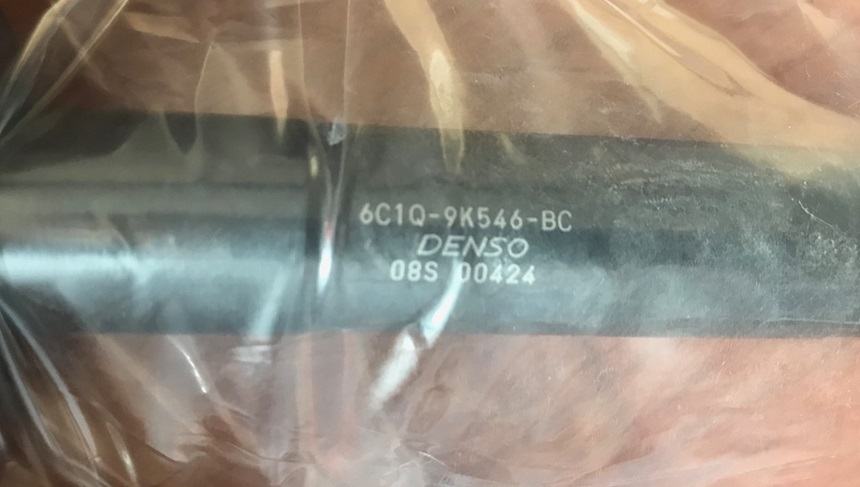 6C1Q-9K546-BC
DENSO
08S 00424